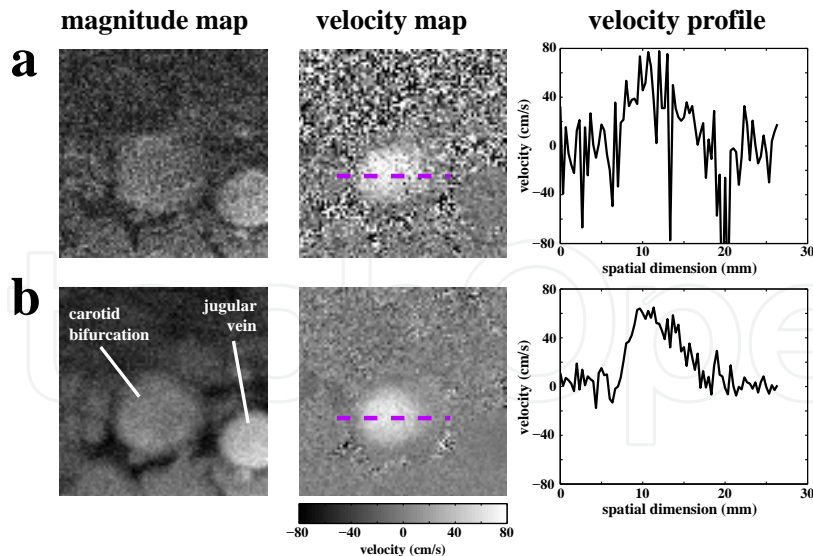 magnitude map
velocity map
velocity profile
a
80
40
0
−40
−80
velocity (cm/s)
0
10
20
30
spatial dimension (mm)
b
carotid
bifurcation
jugular
vein
80
40
0
−40
−80
velocity (cm/s)
0
10
20
30
spatial dimension (mm)
−80
−40
0
40
80
velocity (cm/s)